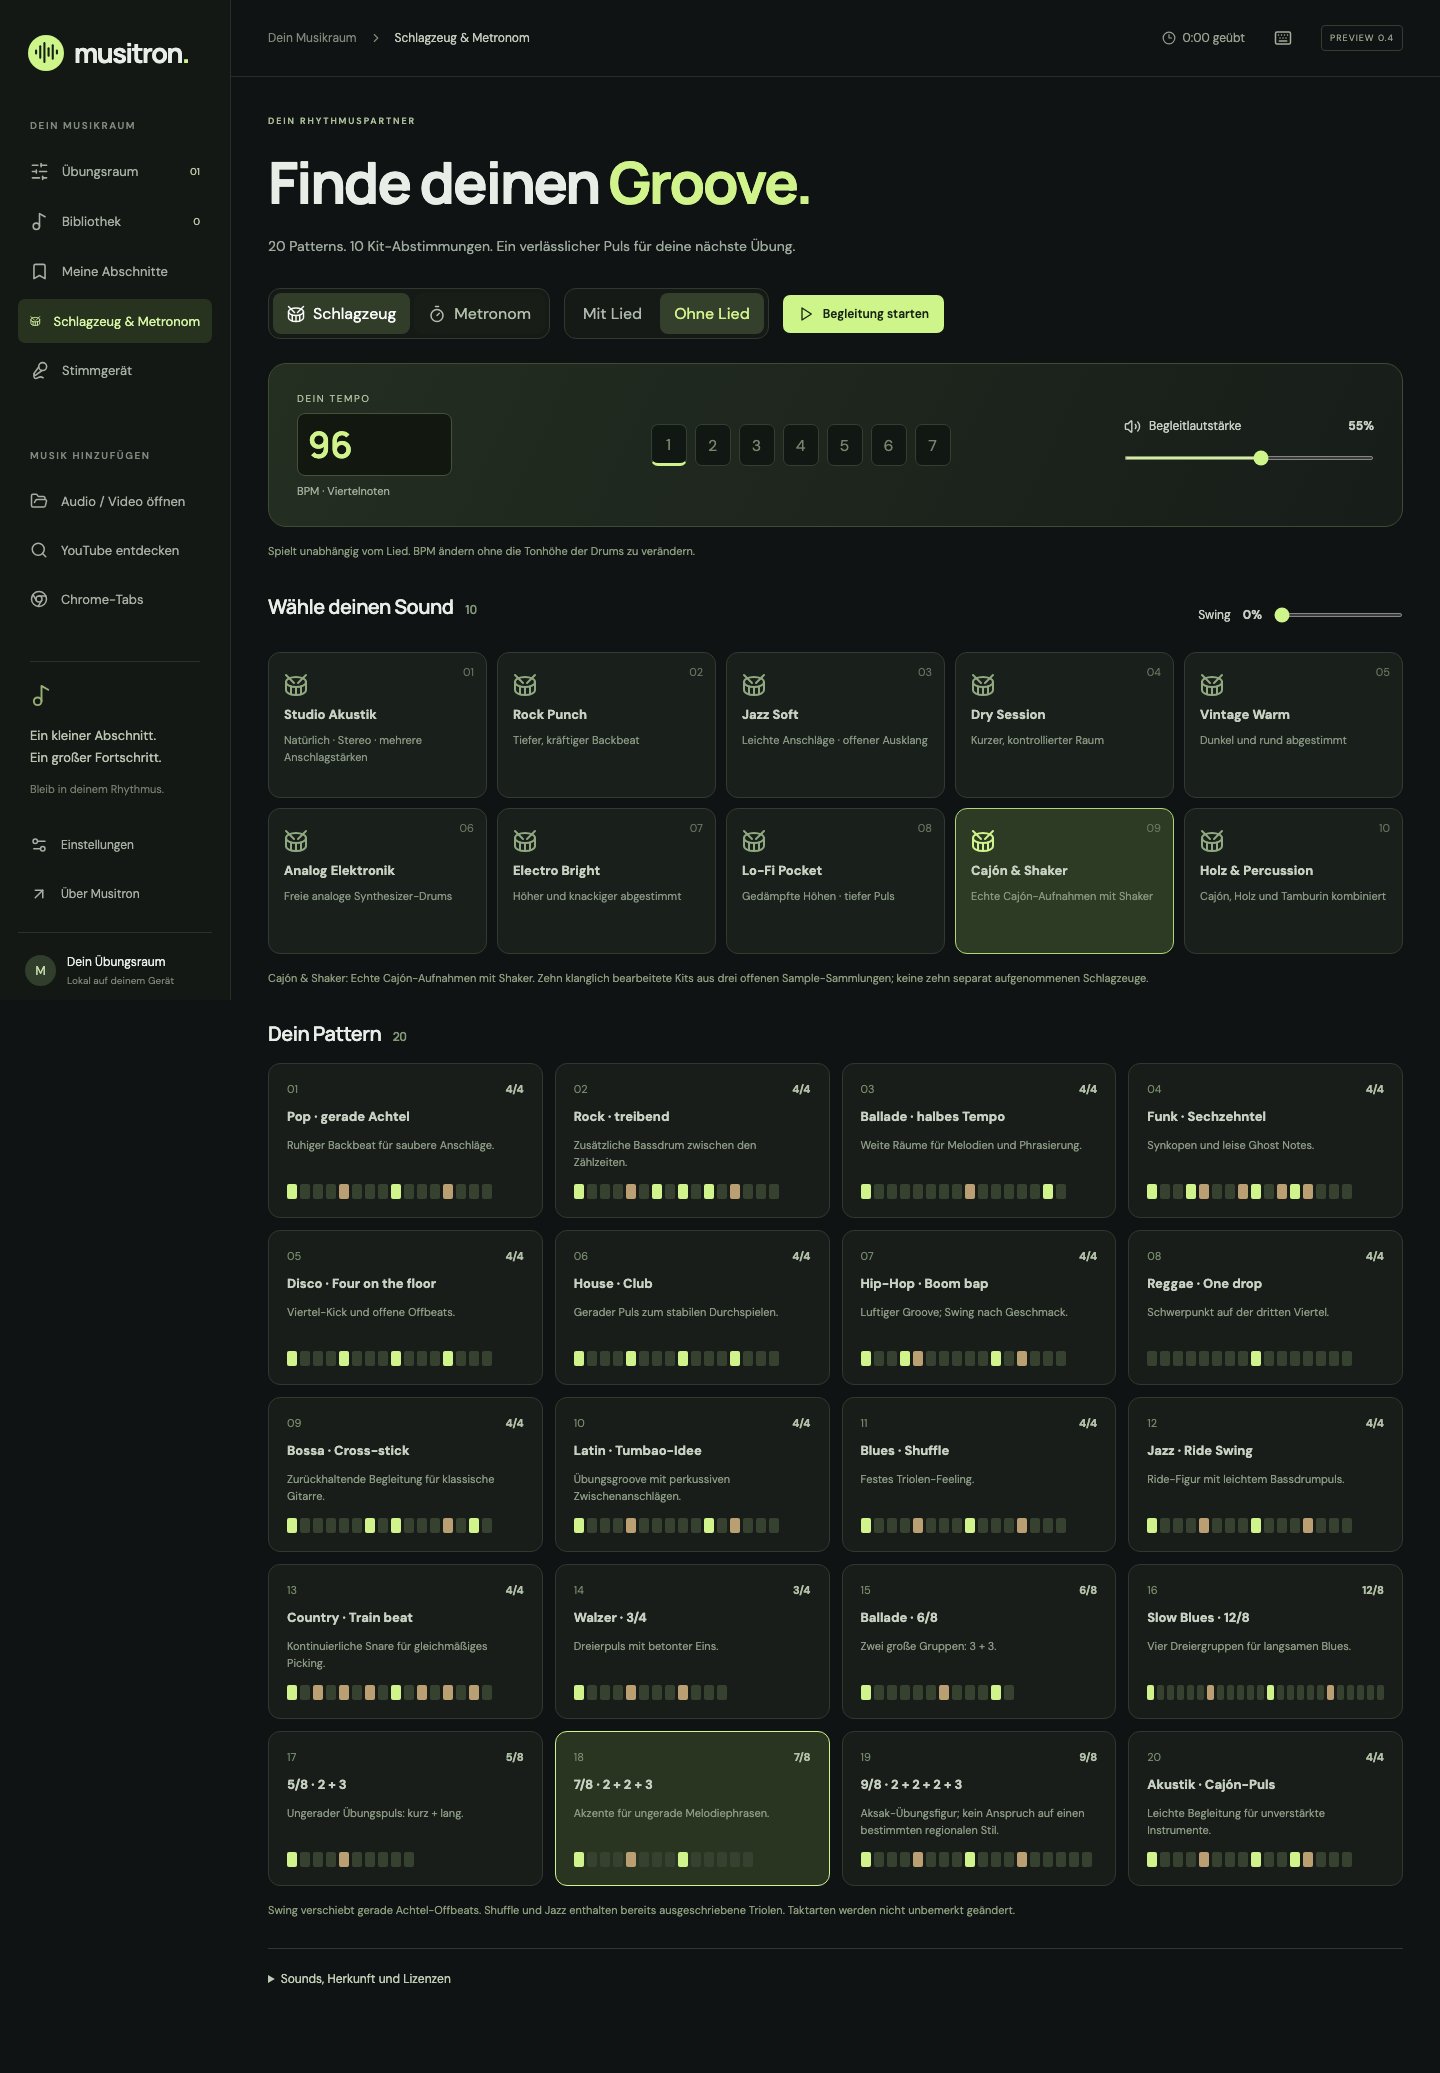 musitron.
DEIN MUSIKRAUM
Übungsraum 01
Bibliothek 0
Meine Abschnitte
Schlagzeug & Metronom
Stimmgerät
MUSIK HINZUFÜGEN
Audio / Video öffnen
YouTube entdecken
Chrome-Tabs
Ein kleiner Abschnitt.
Ein großer Fortschritt.
Bleib in deinem Rhythmus.
Einstellungen
Über Musitron
M
Dein Übungsraum
Lokal auf deinem Gerät
Dein Musikraum > Schlagzeug & Metronom
0:00 geübt
PREVIEW 0.4
DEIN RHYTHMUSPARTNER
Finde deinen Groove.
20 Patterns. 10 Kit-Abstimmungen. Ein verlässlicher Puls für deine nächste Übung.
Schlagzeug Metronom Mit Lied Ohne Lied Begleitung starten
DEIN TEMPO
96
BPM · Viertelnoten
1 2 3 4 5 6 7
Begleitlautstärke 55%
Spielt unabhängig vom Lied. BPM ändern ohne die Tonhöhe der Drums zu verändern.
Wähle deinen Sound 10
Swing 0%
01
Studio Akustik
Natürlich · Stereo · mehrere
Anschlagstärken
02
Rock Punch
Tiefer, kräftiger Backbeat
03
Jazz Soft
Leichte Anschläge · offener Ausklang
04
Dry Session
Kurzer, kontrollierter Raum
05
Vintage Warm
Dunkel und rund abgestimmt
06
Analog Elektronik
Freie analoge Synthesizer-Drums
07
Electro Bright
Höher und knackiger abgestimmt
08
Lo-Fi Pocket
Gedämpfte Höhen · tiefer Puls
09
Cajón & Shaker
Echte Cajón-Aufnahmen mit Shaker
10
Holz & Percussion
Cajón, Holz und Tamburin kombiniert
Cajón & Shaker: Echte Cajón-Aufnahmen mit Shaker. Zehn klanglich bearbeitete Kits aus drei offenen Sample-Sammlungen; keine zehn separat aufgenommenen Schlagzeuge.
Dein Pattern 20
01 4/4
Pop · gerade Achtel
Ruhiger Backbeat für saubere Anschläge.
02 4/4
Rock · treibend
Zusätzliche Bassdrum zwischen den
Zählzeiten.
03 4/4
Ballade · halbes Tempo
Weite Räume für Melodien und Phrasierung.
04 4/4
Funk · Sechzehntel
Synkopen und leise Ghost Notes.
05 4/4
Disco · Four on the floor
Viertel-Kick und offene Offbeats.
06 4/4
House · Club
Gerader Puls zum stabilen Durchspielen.
07 4/4
Hip-Hop · Boom bap
Luftiger Groove; Swing nach Geschmack.
08 4/4
Reggae · One drop
Schwerpunkt auf der dritten Viertel.
09 4/4
Bossa · Cross-stick
Zurückhaltende Begleitung für klassische
Gitarre.
10 4/4
Latin · Tumbao-Idee
Übungsgroove mit perkussiven
Zwischenanschlägen.
11 4/4
Blues · Shuffle
Festes Triolen-Feeling.
12 4/4
Jazz · Ride Swing
Ride-Figur mit leichtem Bassdrumpuls.
13 4/4
Country · Train beat
Kontinuierliche Snare für gleichmäßiges
Picking.
14 3/4
Walzer · 3/4
Dreierpuls mit betonter Eins.
15 6/8
Ballade · 6/8
Zwei große Gruppen: 3 + 3.
16 12/8
Slow Blues · 12/8
Vier Dreiergruppen für langsamen Blues.
17 5/8
5/8 · 2 + 3
Ungerader Übungspuls: kurz + lang.
18 7/8
7/8 · 2 + 2 + 3
Akzente für ungerade Melodiephrasen.
19 9/8
9/8 · 2 + 2 + 2 + 3
Aksak-Übungsfigur; kein Anspruch auf einen
bestimmten regionalen Stil.
20 4/4
Akustik · Cajón-Puls
Leichte Begleitung für unverstärkte
Instrumente.
Swing verschiebt gerade Achtel-Offbeats. Shuffle und Jazz enthalten bereits ausgeschriebene Triolen. Taktarten werden nicht unbemerkt geändert.
Sounds, Herkunft und Lizenzen